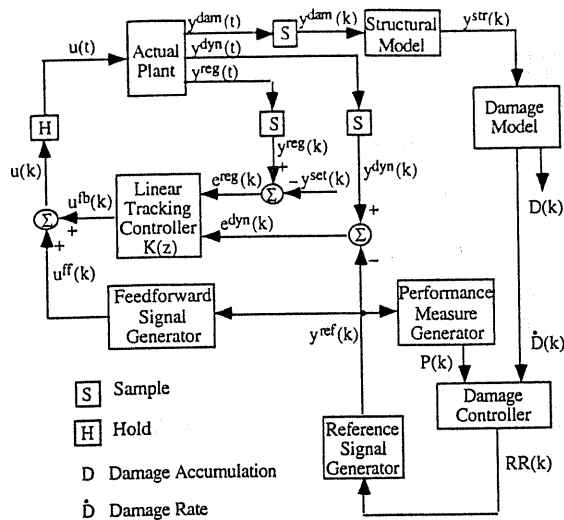 y^dam(t)
y^dam(k)
Structural
Model
y^str(k)
u(t)
Actual
Plant
S
y^dyn(t)
y^reg(t)
Damage
Model
H
S
S
y^reg(k)
u(k)
Linear
Tracking
Controller
K(z)
e^reg(k)
+
Σ
−
y^set(k)
y^dyn(k)
D(k)
u^fb(k)
Σ
+
+
e^dyn(k)
+
Σ
−
u^ff(k)
Feedforward
Signal
Generator
y^ref(k)
Performance
Measure
Generator
Ḋ(k)
P(k)
Damage
Controller
S Sample
H Hold
Reference
Signal
Generator
RR(k)
D Damage Accumulation
Ḋ Damage Rate